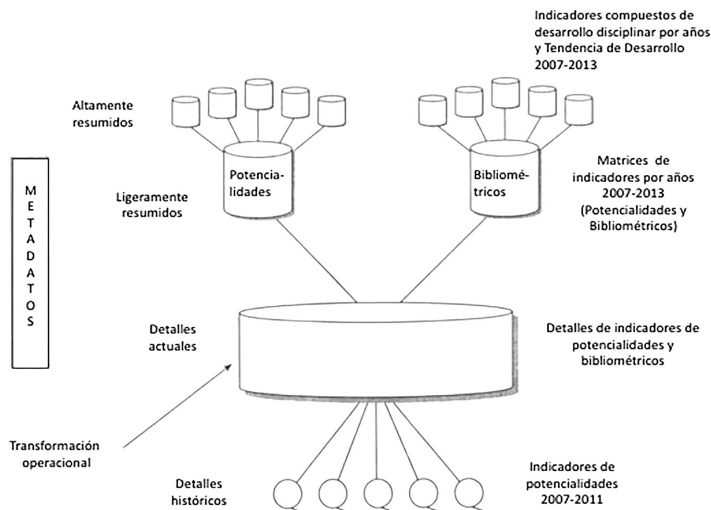 Indicadores compuestos de
desarrollo disciplinar por años
y Tendencia de Desarrollo
2007-2013
Altamente
resumidos
Potencia-
lidades
Bibliomé-
tricos
Matrices de
indicadores por años
2007-2013
(Potencialidades y
Bibliométricos)
Ligeramente
resumidos
METADATOS
Detalles
actuales
Detalles de indicadores de
potencialidades y
bibliométricos
Transformación
operacional
Detalles
históricos
Indicadores de
potencialidades
2007-2011